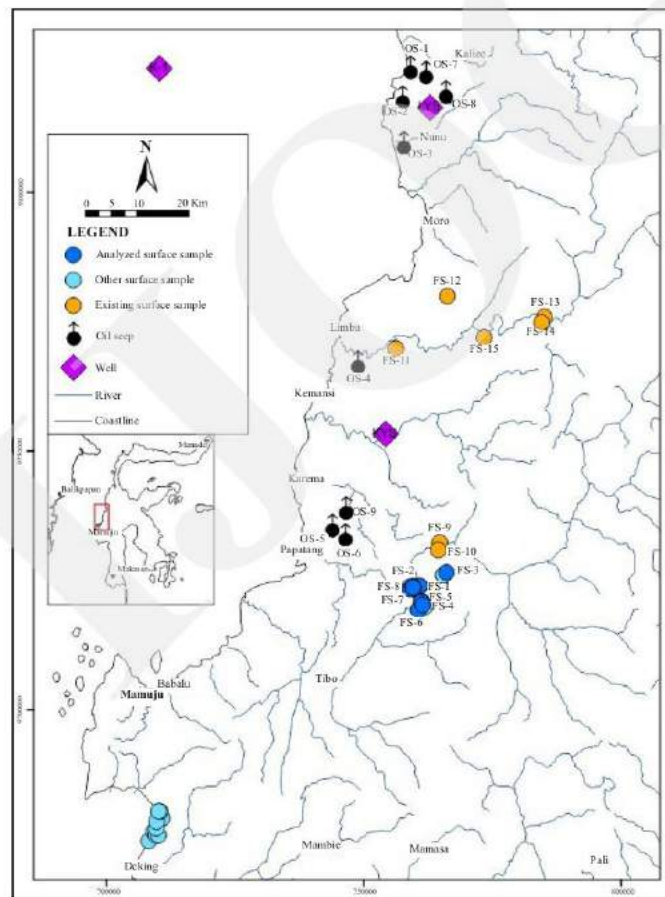 OS-1
Kaliec
OS-7
OS-2
OS-8
Nunu
OS-3
N
0 5 10 20 Km
Moro
LEGEND
Analyzed surface sample
Other surface sample
Existing surface sample
Oil seep
Well
River
Coastline
FS-12
FS-13
FS-14
Limba
FS-11
FS-15
OS-4
Kemansi
Manado
Balikpapan
Mamuju
Makassar
Karema
OS-9
OS-5
Papatang
OS-6
FS-9
FS-10
FS-2
FS-3
FS-8
FS-1
FS-7
FS-5
FS-4
FS-6
Tibo
Babalu
Mamuju
Mambie
Mamasa
Deking
Pali
700000
750000
800000